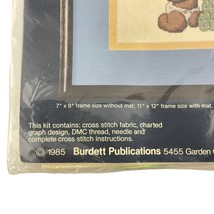 7" x 8" frame size without mat; 11" x 12" frame size with mat.
This kit contains: cross stitch fabric, charted
graph design, DMC thread, needle and
complete cross stitch instructions.
© 1985 Burdett Publications 5455 Garden